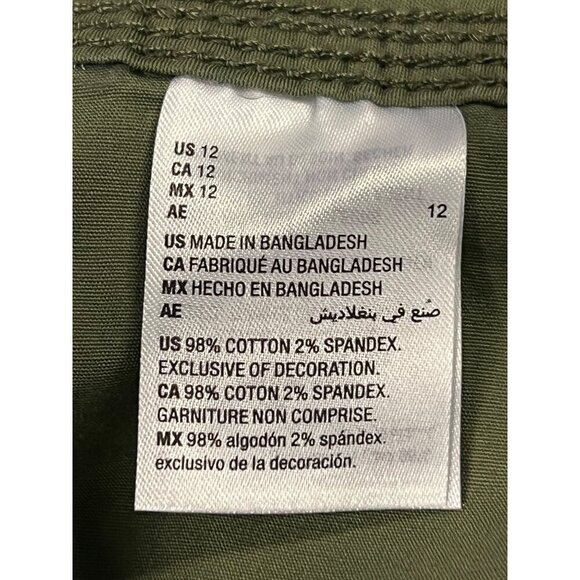 US 12
CA 12
MX 12
AE 12
US MADE IN BANGLADESH
CA FABRIQUÉ AU BANGLADESH
MX HECHO EN BANGLADESH
AE صُنع في بنغلاديش
US 98% COTTON 2% SPANDEX.
EXCLUSIVE OF DECORATION.
CA 98% COTON 2% SPANDEX.
GARNITURE NON COMPRISE.
MX 98% algodón 2% spándex.
exclusivo de la decoración.